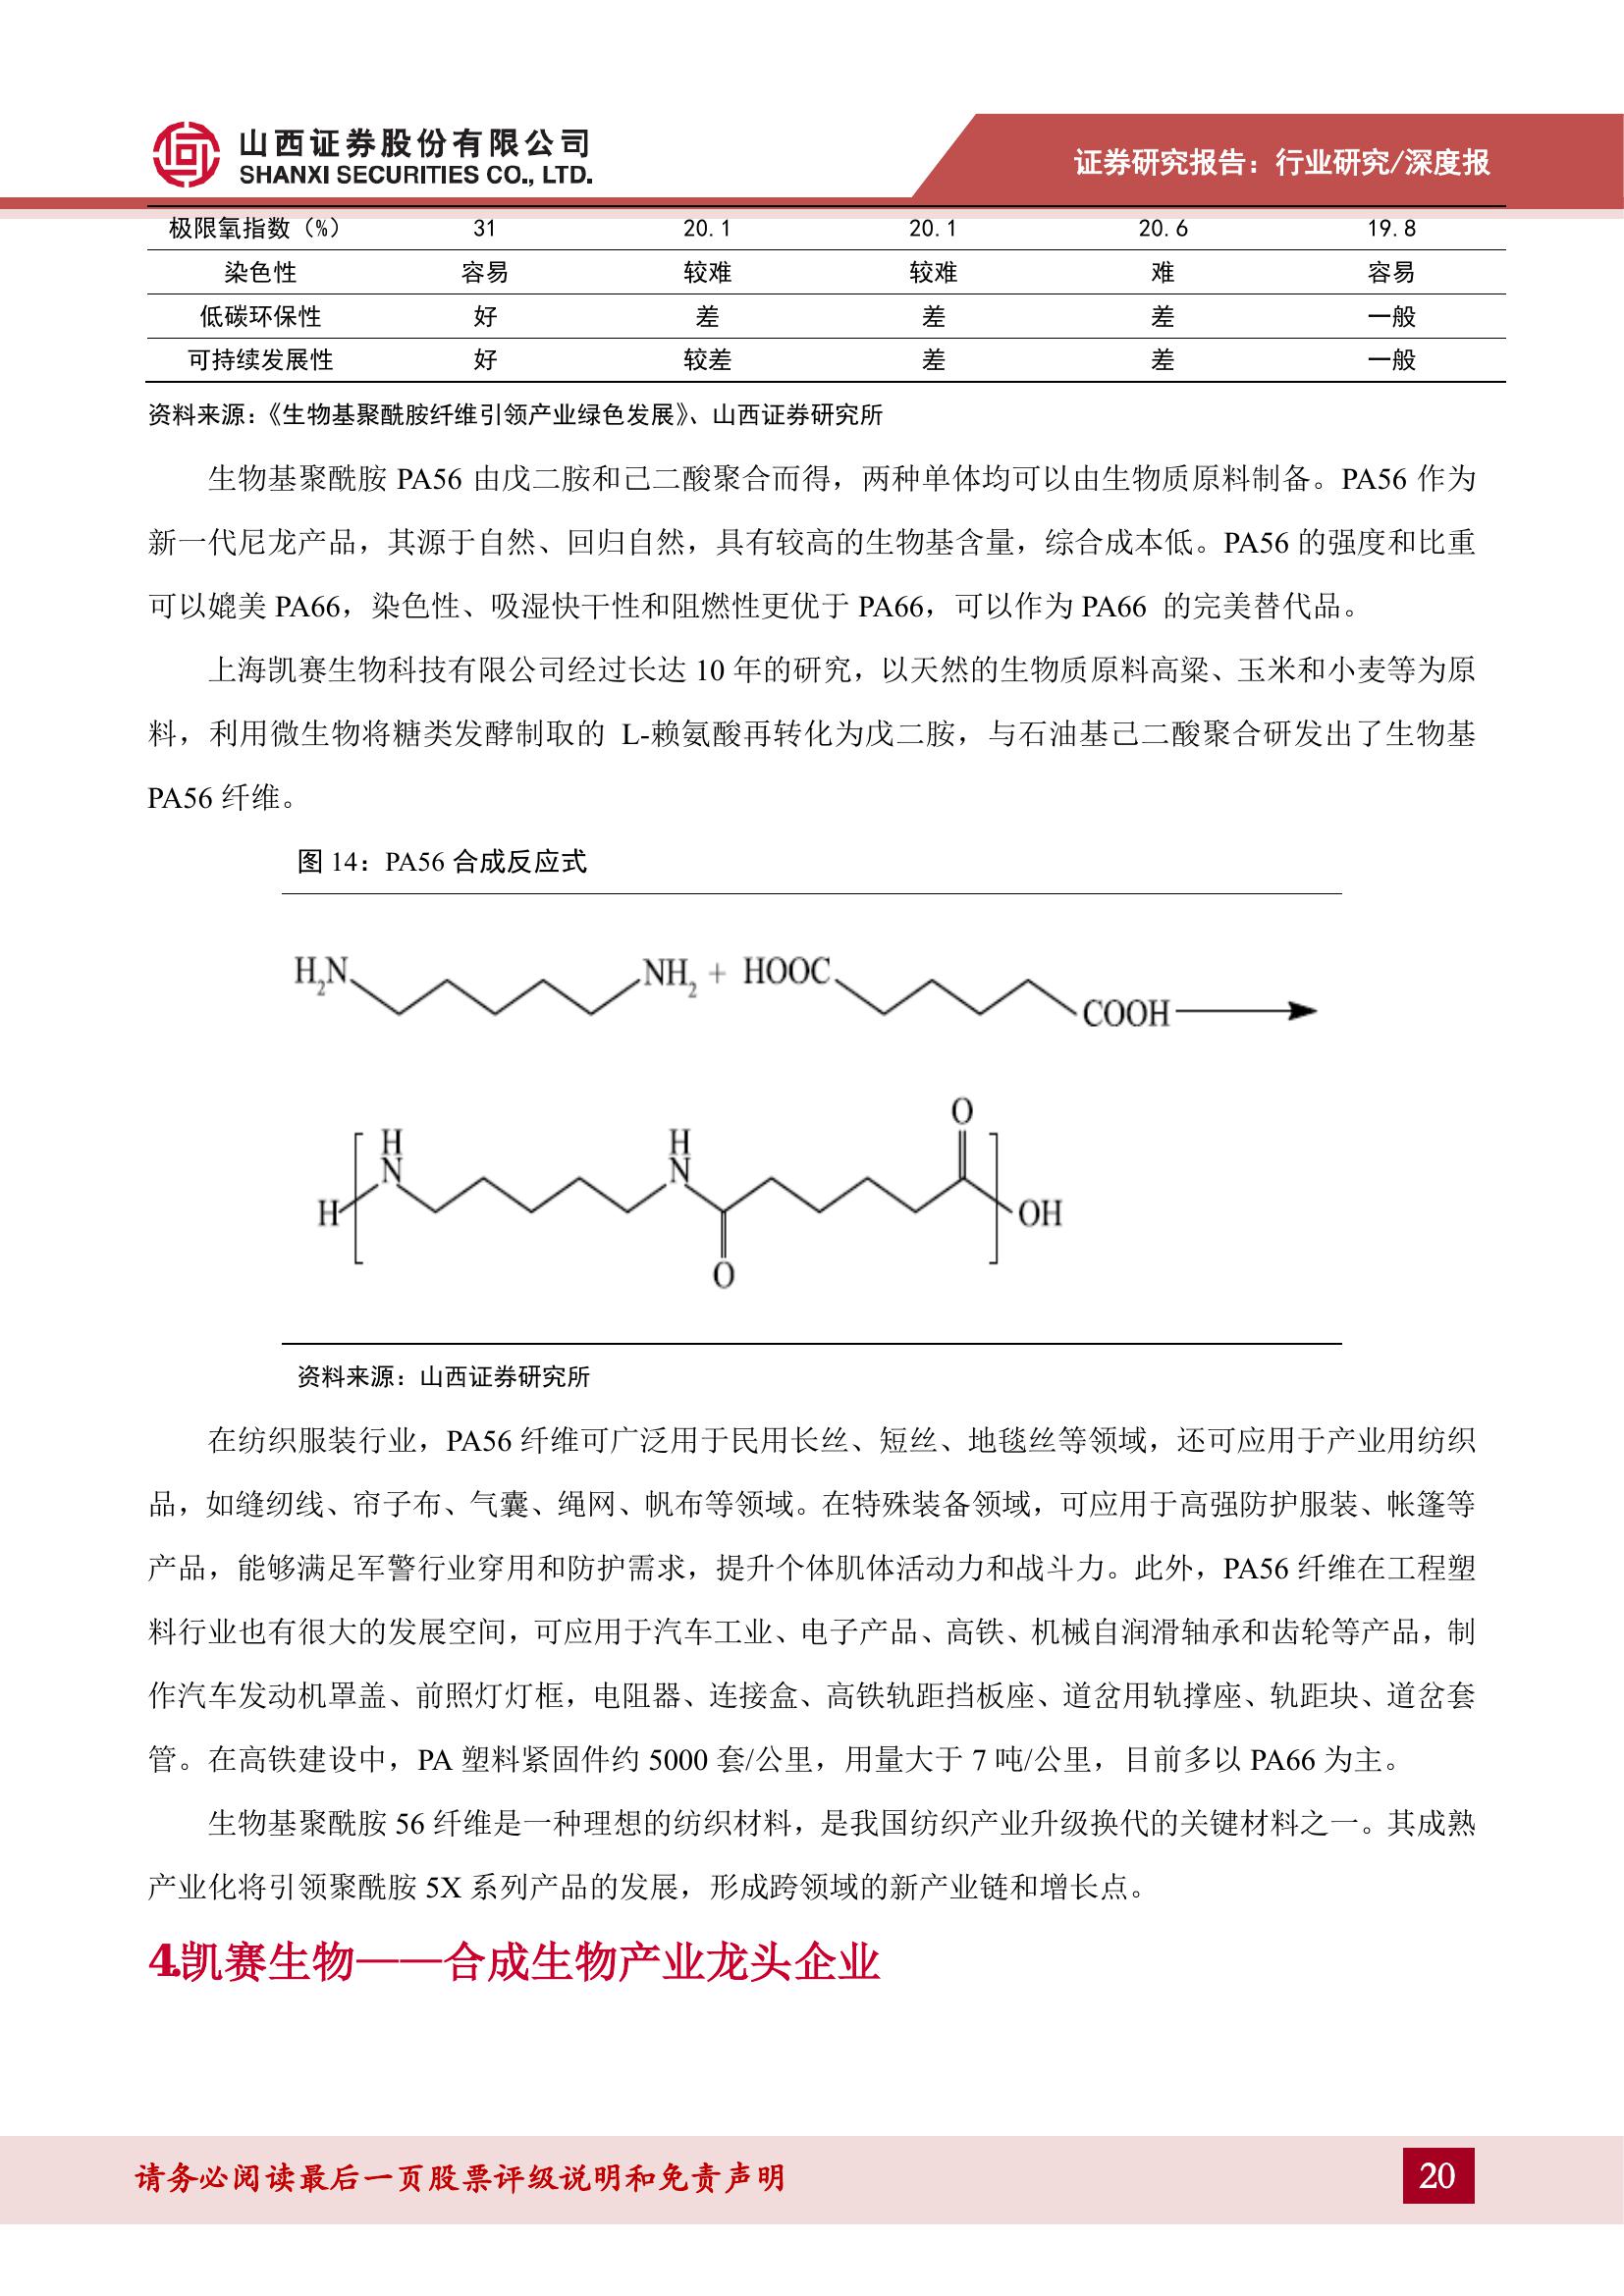 山西证券股份有限公司
SHANXI SECURITIES CO., LTD.
证券研究报告：行业研究/深度报
极限氧指数（%） 31 20.1 20.1 20.6 19.8
染色性 容易 较难 较难 难 容易
低碳环保性 好 差 差 差 一般
可持续发展性 好 较差 差 差 一般
资料来源：《生物基聚酰胺纤维引领产业绿色发展》、山西证券研究所
生物基聚酰胺 PA56 由戊二胺和己二酸聚合而得，两种单体均可以由生物质原料制备。PA56 作为
新一代尼龙产品，其源于自然、回归自然，具有较高的生物基含量，综合成本低。PA56 的强度和比重
可以媲美 PA66，染色性、吸湿快干性和阻燃性更优于 PA66，可以作为 PA66 的完美替代品。
上海凯赛生物科技有限公司经过长达 10 年的研究，以天然的生物质原料高粱、玉米和小麦等为原
料，利用微生物将糖类发酵制取的 L-赖氨酸再转化为戊二胺，与石油基己二酸聚合研发出了生物基
PA56 纤维。
图 14：PA56 合成反应式
H₂N NH₂ + HOOC COOH
H H O
N N
H OH
O
资料来源：山西证券研究所
在纺织服装行业，PA56 纤维可广泛用于民用长丝、短丝、地毯丝等领域，还可应用于产业用纺织
品，如缝纫线、帘子布、气囊、绳网、帆布等领域。在特殊装备领域，可应用于高强防护服装、帐篷等
产品，能够满足军警行业穿用和防护需求，提升个体肌体活动力和战斗力。此外，PA56 纤维在工程塑
料行业也有很大的发展空间，可应用于汽车工业、电子产品、高铁、机械自润滑轴承和齿轮等产品，制
作汽车发动机罩盖、前照灯灯框，电阻器、连接盒、高铁轨距挡板座、道岔用轨撑座、轨距块、道岔套
管。在高铁建设中，PA 塑料紧固件约 5000 套/公里，用量大于 7 吨/公里，目前多以 PA66 为主。
生物基聚酰胺 56 纤维是一种理想的纺织材料，是我国纺织产业升级换代的关键材料之一。其成熟
产业化将引领聚酰胺 5X 系列产品的发展，形成跨领域的新产业链和增长点。
4.凯赛生物——合成生物产业龙头企业
请务必阅读最后一页股票评级说明和免责声明
20